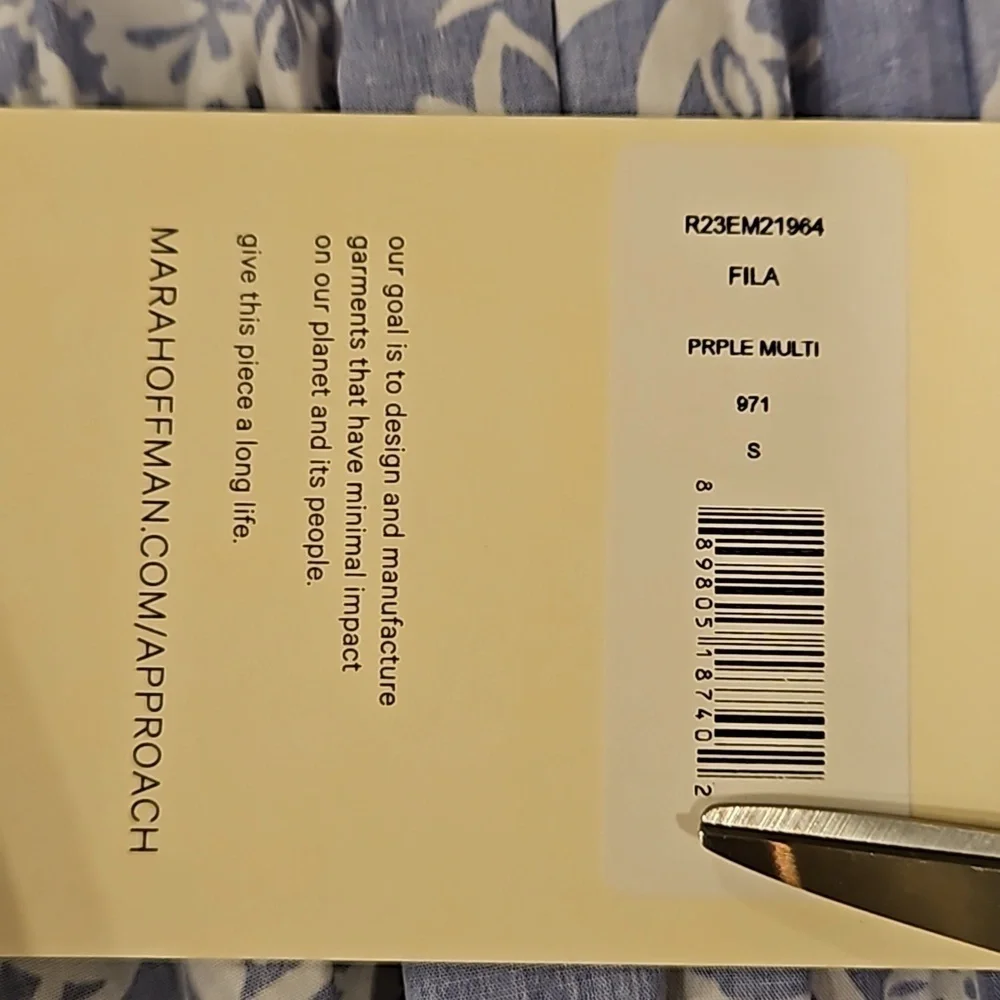 R23EM21964
FILA
PRPLE MULTI
971
S
8 89805 18740 2
our goal is to design and manufacture
garments that have minimal impact
on our planet and its people.
give this piece a long life.
MARAHOFFMAN.COM/APPROACH